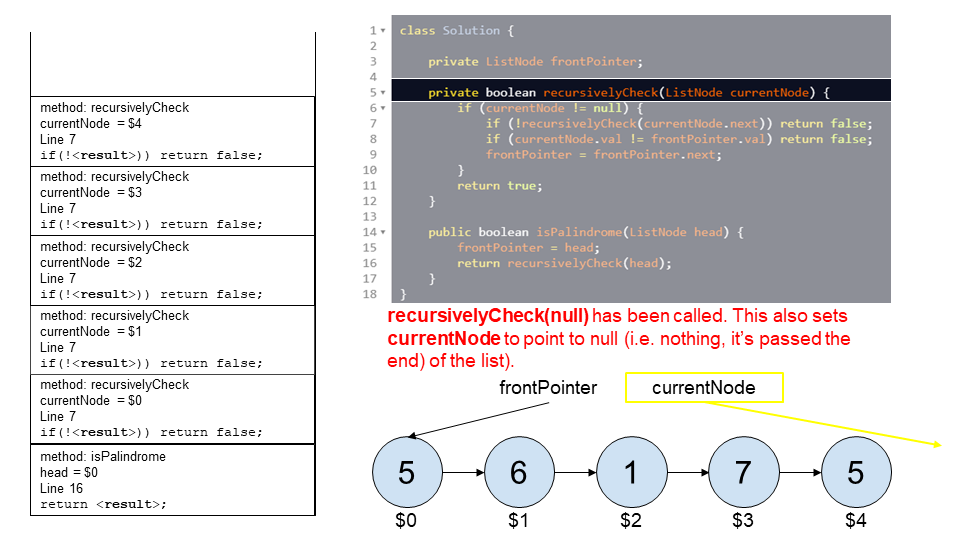 method: recursivelyCheck
currentNode = $4
Line 7
if(!<result>)) return false;
method: recursivelyCheck
currentNode = $3
Line 7
if(!<result>)) return false;
method: recursivelyCheck
currentNode = $2
Line 7
if(!<result>)) return false;
method: recursivelyCheck
currentNode = $1
Line 7
if(!<result>)) return false;
method: recursivelyCheck
currentNode = $0
Line 7
if(!<result>)) return false;
method: isPalindrome
head = $0
Line 16
return <result>;
1 class Solution {
2
3 private ListNode frontPointer;
4
5 private boolean recursivelyCheck(ListNode currentNode) {
6 if (currentNode != null) {
7 if (!recursivelyCheck(currentNode.next)) return false;
8 if (currentNode.val != frontPointer.val) return false;
9 frontPointer = frontPointer.next;
10 }
11 return true;
12 }
13
14 public boolean isPalindrome(ListNode head) {
15 frontPointer = head;
16 return recursivelyCheck(head);
17 }
18 }
recursivelyCheck(null) has been called. This also sets
currentNode to point to null (i.e. nothing, it's passed the
end) of the list).
frontPointer currentNode
5 6 1 7 5
$0 $1 $2 $3 $4